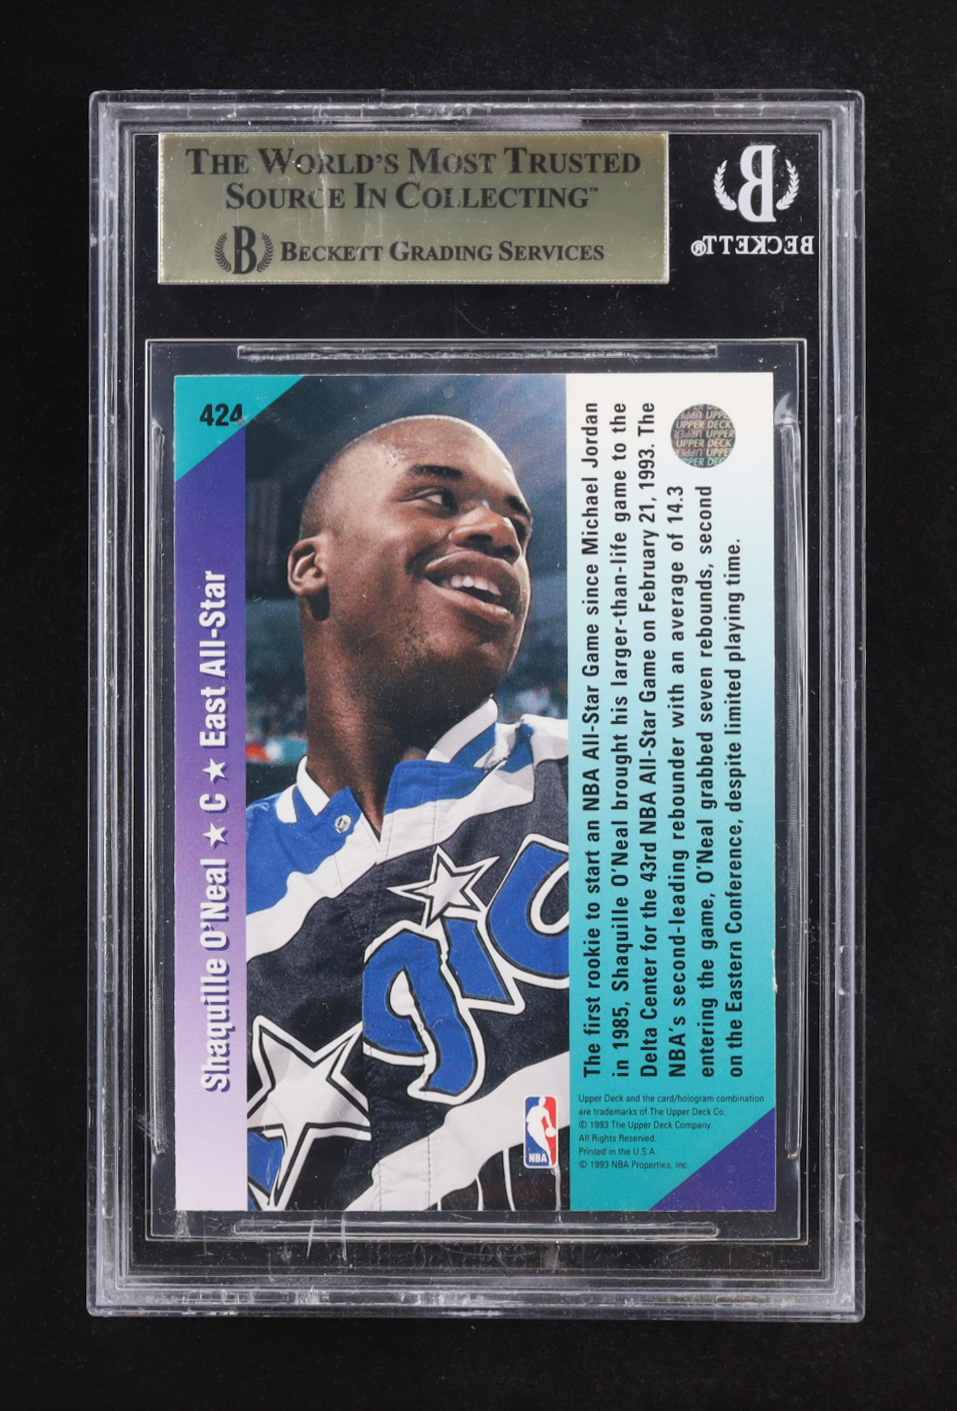 THE WORLD'S MOST TRUSTED
SOURCE IN COLLECTING™
B
BECKETT GRADING SERVICES
B
BECKETT®
424
Shaquille O'Neal ★ C ★ East All-Star
The first rookie to start an NBA All-Star Game since Michael Jordan
in 1985, Shaquille O'Neal brought his larger-than-life game to the
Delta Center for the 43rd NBA All-Star Game on February 21, 1993. The
NBA's second-leading rebounder with an average of 14.3
entering the game, O'Neal grabbed seven rebounds, second
on the Eastern Conference, despite limited playing time.
UPPER DECK
UPPER
UPPER DECK
gic
NBA
Upper Deck and the card/hologram combination
are trademarks of The Upper Deck Co.
© 1993 The Upper Deck Company.
All Rights Reserved.
Printed in the U.S.A.
© 1993 NBA Properties, Inc.